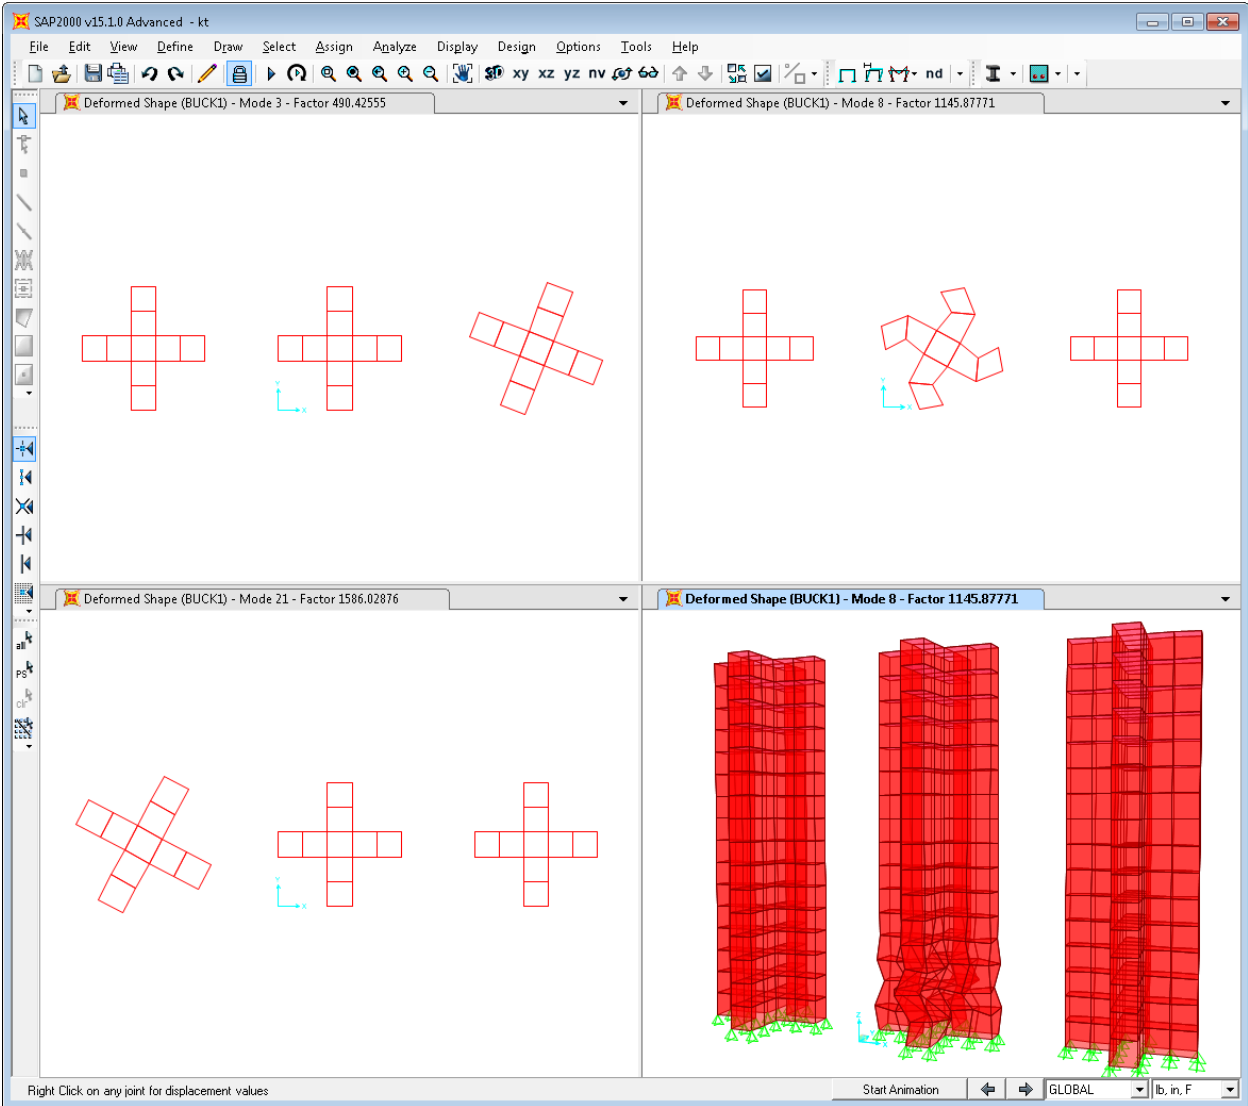 SAP2000 v15.1.0 Advanced - kt
File Edit View Define Draw Select Assign Analyze Display Design Options Tools Help
3D xy xz yz nv nd
Deformed Shape (BUCK1) - Mode 3 - Factor 490.42555
Deformed Shape (BUCK1) - Mode 8 - Factor 1145.87771
Y
X
Y
X
all
PS
clr
Deformed Shape (BUCK1) - Mode 21 - Factor 1586.02876
Deformed Shape (BUCK1) - Mode 8 - Factor 1145.87771
Y
X
Z
Y
X
Right Click on any joint for displacement values
Start Animation
GLOBAL
lb, in, F